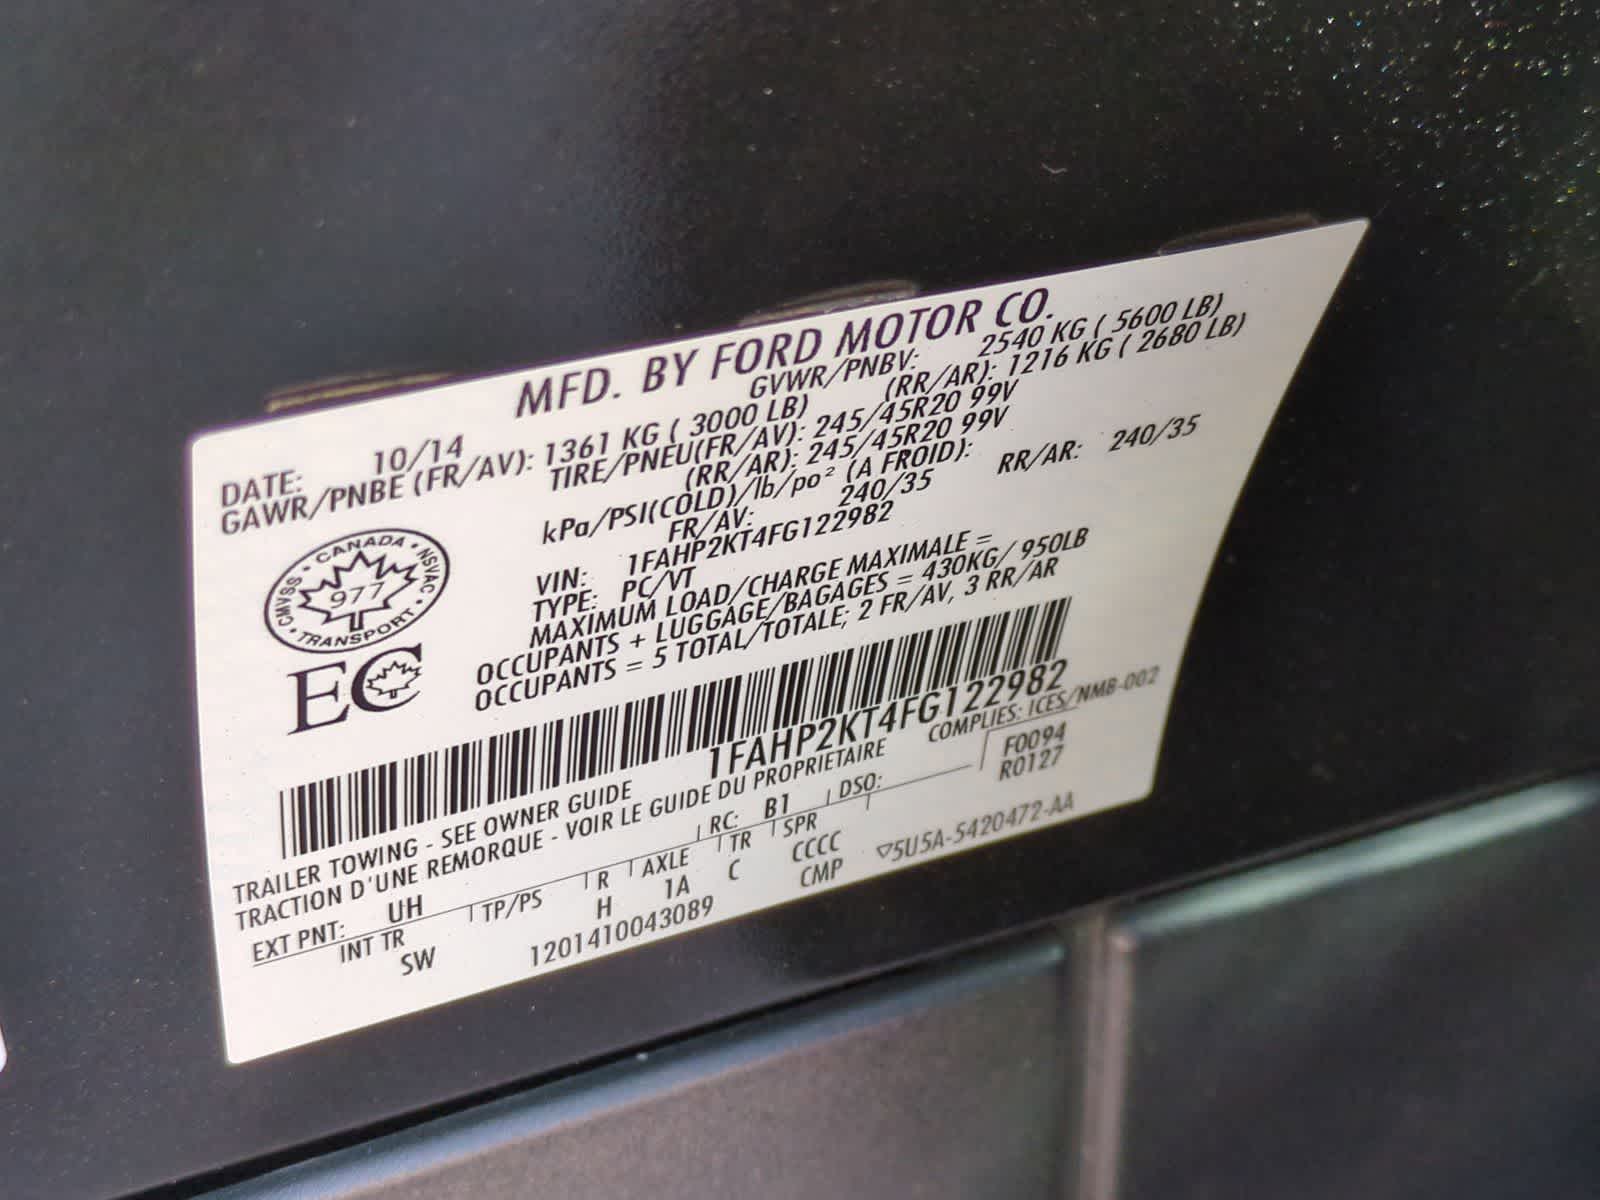 MFD. BY FORD MOTOR CO.
DATE: 10/14 GVWR/PNBV: 2540 KG ( 5600 LB)
GAWR/PNBE (FR/AV): 1361 KG ( 3000 LB) (RR/AR): 1216 KG ( 2680 LB)
TIRE/PNEU(FR/AV): 245/45R20 99V
(RR/AR): 245/45R20 99V
kPa/PSI(COLD)/lb/po² (A FROID):
FR/AV: 240/35 RR/AR: 240/35
VIN: 1FAHP2KT4FG122982
TYPE: PC/VT
MAXIMUM LOAD/CHARGE MAXIMALE =
OCCUPANTS + LUGGAGE/BAGAGES = 430KG/ 950LB
OCCUPANTS = 5 TOTAL/TOTALE; 2 FR/AV, 3 RR/AR
• CANADA • NSVAC • TRANSPORT • CMVSS
977
EC
1FAHP2KT4FG122982
COMPLIES: ICES/NMB-002
TRAILER TOWING - SEE OWNER GUIDE
TRACTION D'UNE REMORQUE - VOIR LE GUIDE DU PROPRIETAIRE
EXT PNT: UH RC: B1 DSO: F0094
R0127
INT TR TP/PS R AXLE TR SPR
SW H 1A C CCCC
1201410043089 CMP ▽5U5A-5420472-AA